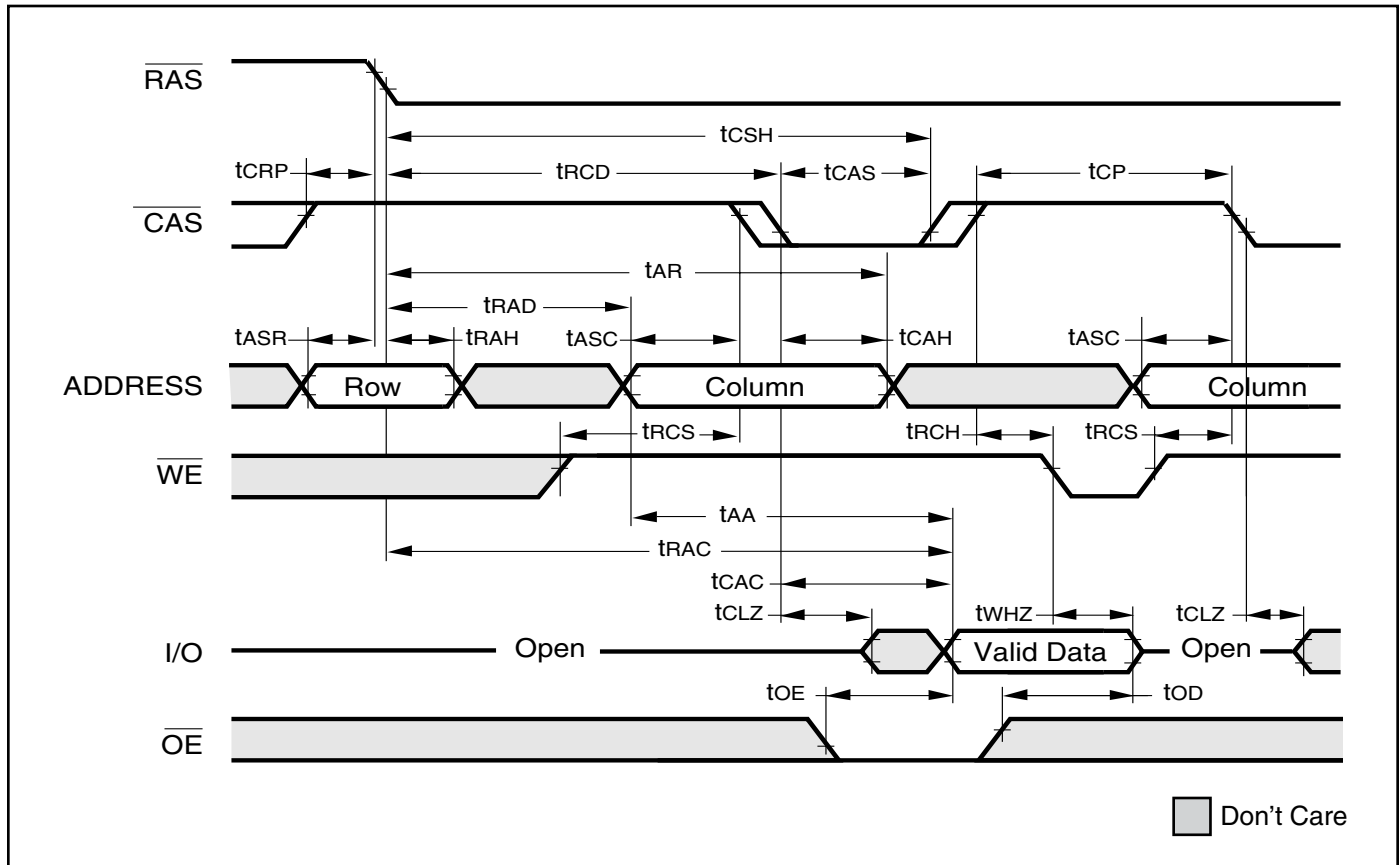 RAS
tCSH
tCRP
tRCD
tCAS
tCP
CAS
tAR
tRAD
tASR
tRAH
tASC
tCAH
tASC
ADDRESS
Row
Column
Column
tRCS
tRCH
tRCS
WE
tAA
tRAC
tCAC
tCLZ
tWHZ
tCLZ
I/O
Open
Valid Data
Open
tOE
tOD
OE
Don't Care